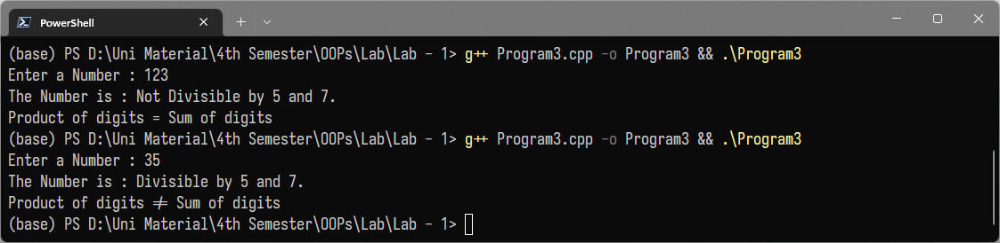 PowerShell
(base) PS D:\Uni Material\4th Semester\OOPs\Lab\Lab - 1> g++ Program3.cpp -o Program3 && .\Program3
Enter a Number : 123
The Number is : Not Divisible by 5 and 7.
Product of digits = Sum of digits
(base) PS D:\Uni Material\4th Semester\OOPs\Lab\Lab - 1> g++ Program3.cpp -o Program3 && .\Program3
Enter a Number : 35
The Number is : Divisible by 5 and 7.
Product of digits != Sum of digits
(base) PS D:\Uni Material\4th Semester\OOPs\Lab\Lab - 1>